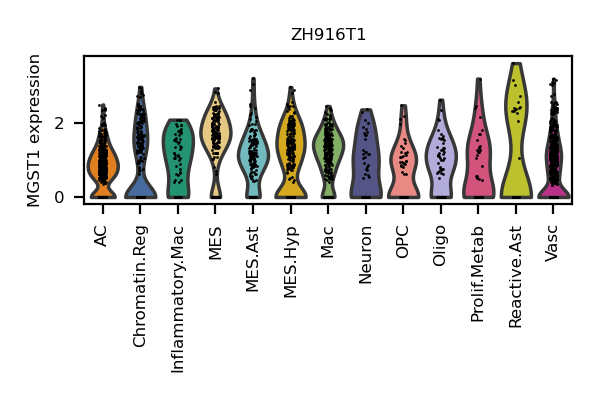 ZH916T1
MGST1 expression
2
0
AC
Chromatin.Reg
Inflammatory.Mac
MES
MES.Ast
MES.Hyp
Mac
Neuron
OPC
Oligo
Prolif.Metab
Reactive.Ast
Vasc